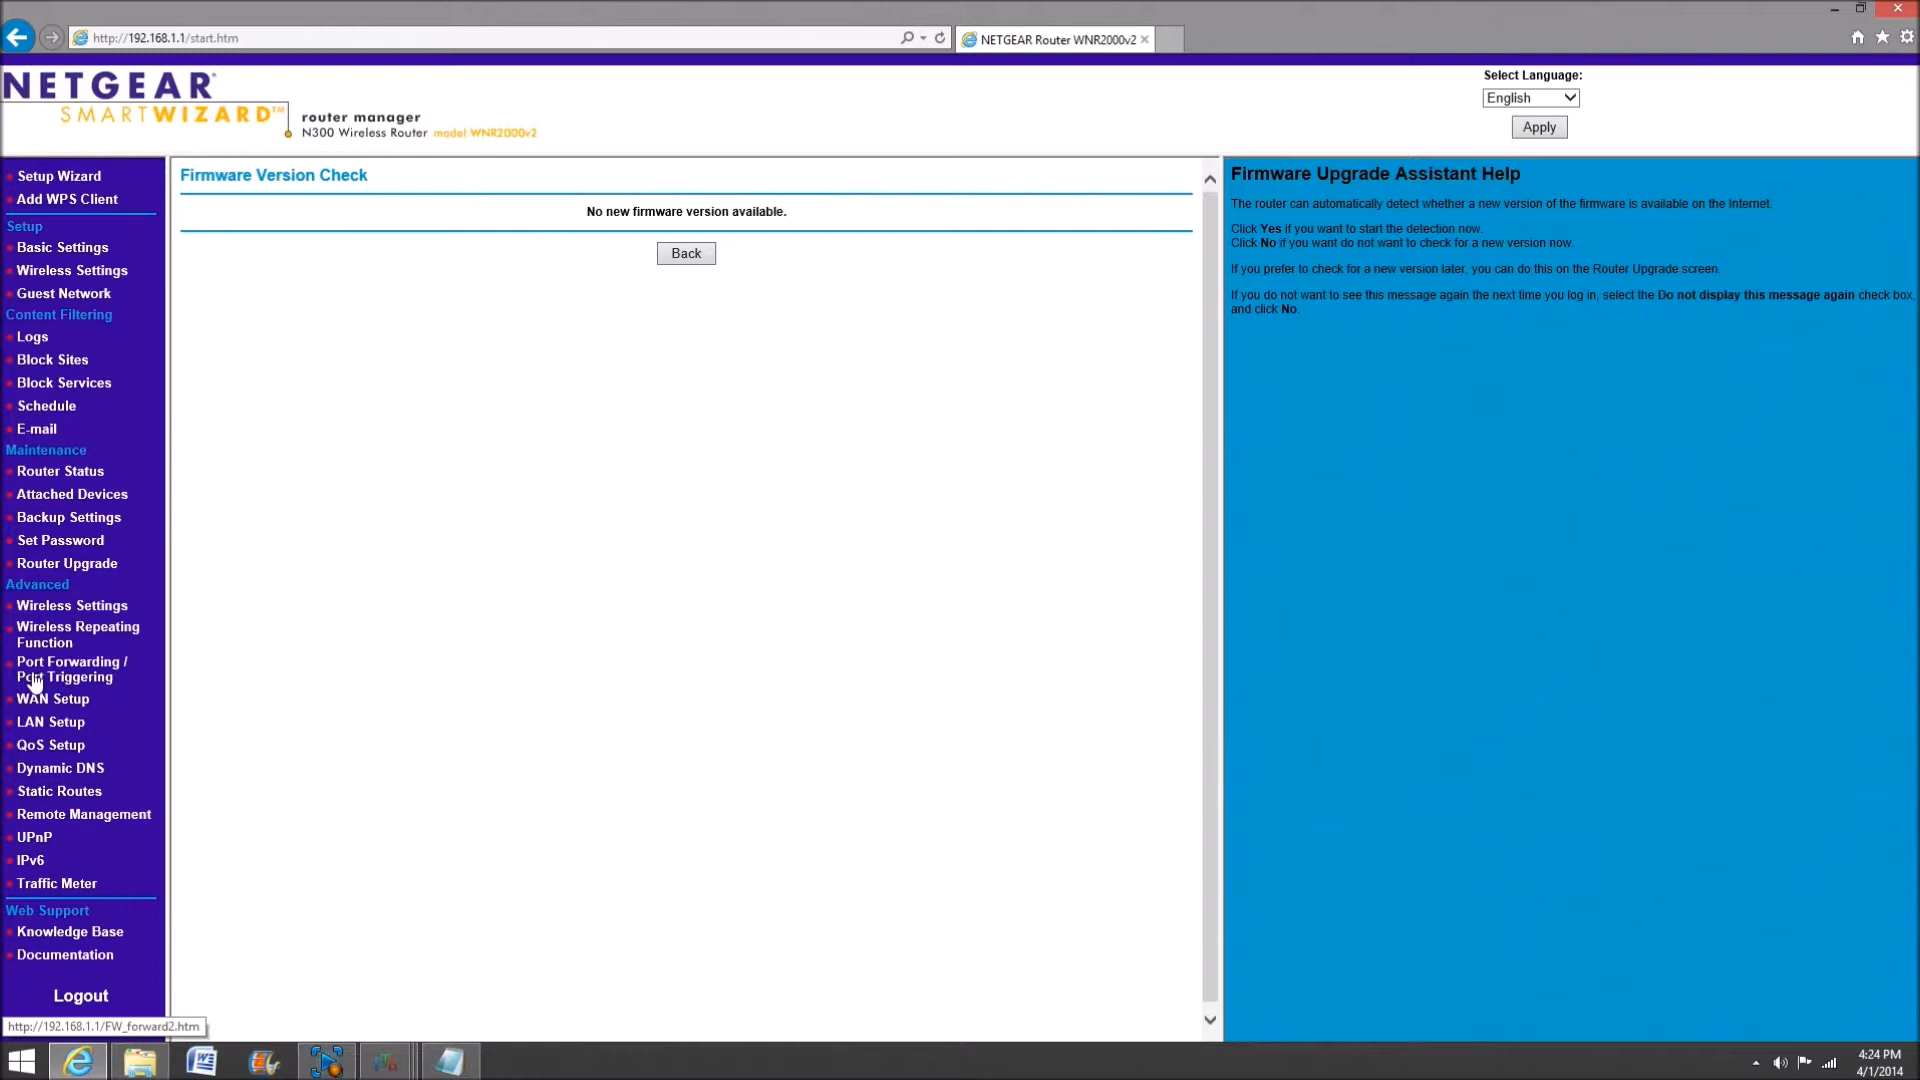 http://192.168.1.1/start.htm
NETGEAR Router WNR2000v2
NETGEAR
SMARTWIZARD™
router manager
N300 Wireless Router model WNR2000v2
Select Language:
English
Apply
Setup Wizard
Add WPS Client
Setup
Basic Settings
Wireless Settings
Guest Network
Content Filtering
Logs
Block Sites
Block Services
Schedule
E-mail
Maintenance
Router Status
Attached Devices
Backup Settings
Set Password
Router Upgrade
Advanced
Wireless Settings
Wireless Repeating
Function
Port Forwarding /
Port Triggering
WAN Setup
LAN Setup
QoS Setup
Dynamic DNS
Static Routes
Remote Management
UPnP
IPv6
Traffic Meter
Web Support
Knowledge Base
Documentation
Logout
Firmware Version Check
No new firmware version available.
Back
Firmware Upgrade Assistant Help
The router can automatically detect whether a new version of the firmware is available on the Internet.
Click Yes if you want to start the detection now.
Click No if you want do not want to check for a new version now.
If you prefer to check for a new version later, you can do this on the Router Upgrade screen.
If you do not want to see this message again the next time you log in, select the Do not display this message again check box,
and click No.
http://192.168.1.1/FW_forward2.htm
4:24 PM
4/1/2014